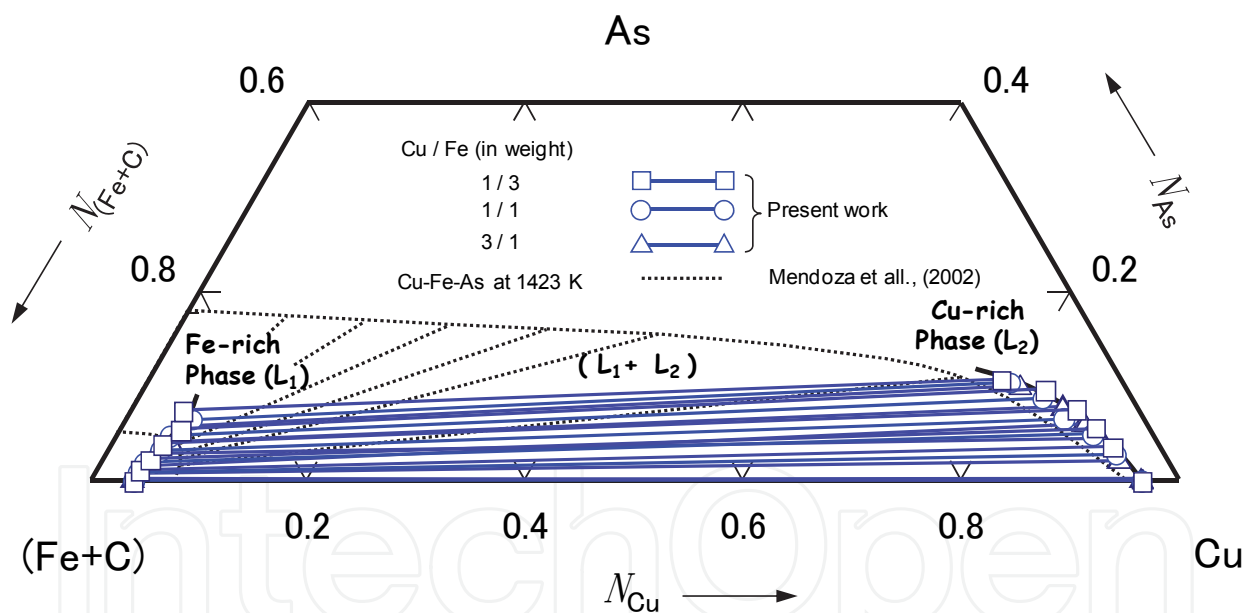 As
0.6
0.4
N(Fe+C)
Cu / Fe (in weight)
1 / 3
1 / 1
3 / 1
Present work
NAs
0.8
0.2
Cu-Fe-As at 1423 K
Mendoza et all., (2002)
Fe-rich
Phase (L1)
Cu-rich
Phase (L2)
( L1 + L2 )
0.2
0.4
0.6
0.8
(Fe+C)
Cu
NCu
IntechOpen